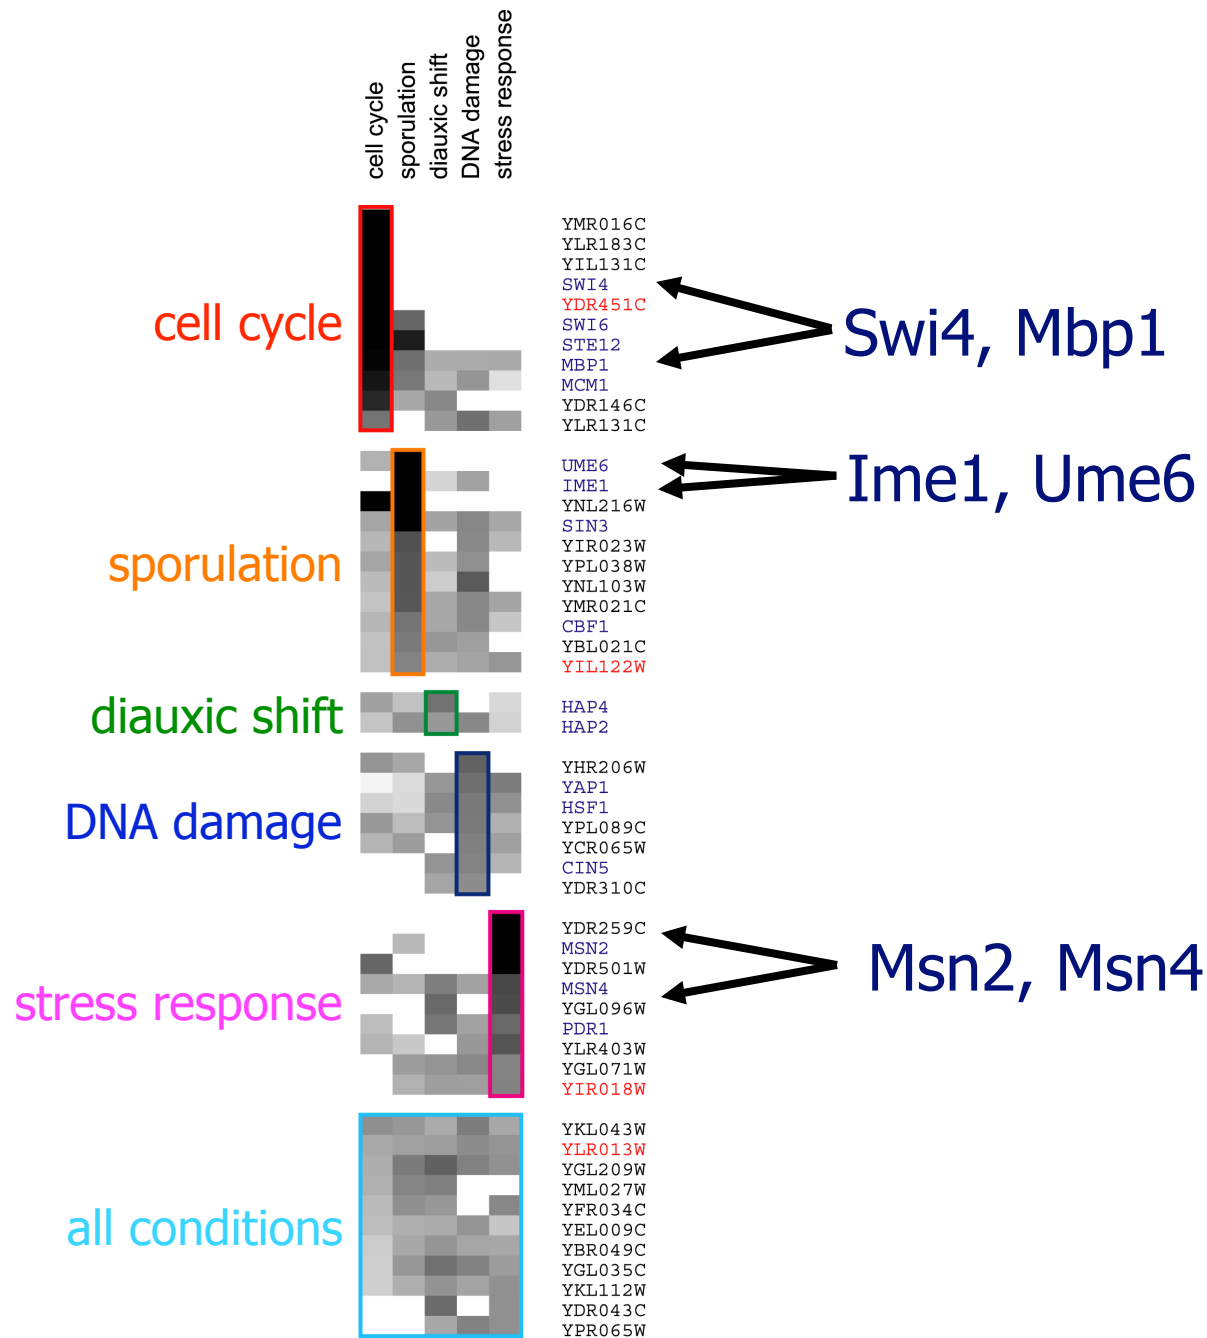 cell cycle
sporulation
diauxic shift
DNA damage
stress response
cell cycle
YMR016C
YLR183C
YIL131C
SWI4
YDR451C
SWI6
STE12
MBP1
MCM1
YDR146C
YLR131C
Swi4, Mbp1
sporulation
UME6
IME1
YNL216W
SIN3
YIR023W
YPL038W
YNL103W
YMR021C
CBF1
YBL021C
YIL122W
Ime1, Ume6
diauxic shift
HAP4
HAP2
DNA damage
YHR206W
YAP1
HSF1
YPL089C
YCR065W
CIN5
YDR310C
stress response
YDR259C
MSN2
YDR501W
MSN4
YGL096W
PDR1
YLR403W
YGL071W
YIR018W
Msn2, Msn4
all conditions
YKL043W
YLR013W
YGL209W
YML027W
YFR034C
YEL009C
YBR049C
YGL035C
YKL112W
YDR043C
YPR065W